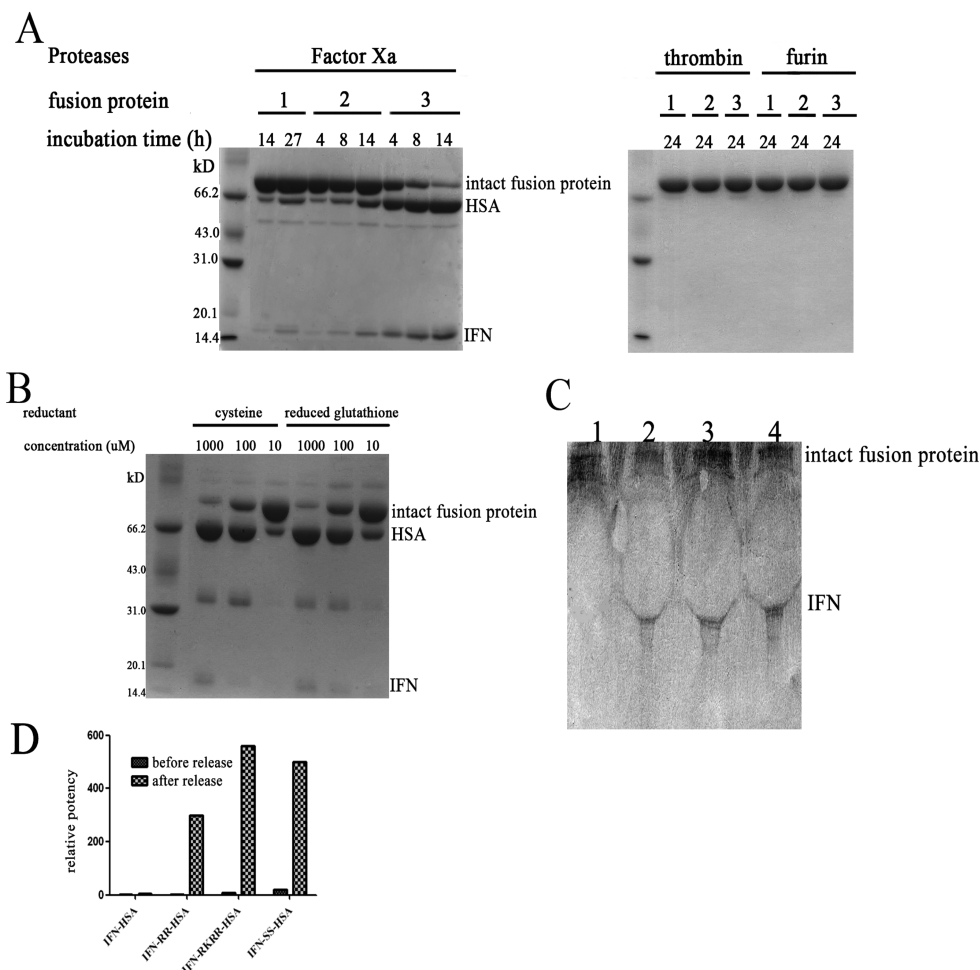 A
Proteases
Factor Xa
fusion protein
1 2 3
incubation time (h)
14 27 4 8 14 4 8 14
kD
66.2
43.0
31.0
20.1
14.4
intact fusion protein
HSA
IFN
thrombin furin
1 2 3 1 2 3
24 24 24 24 24 24
B
reductant
cysteine reduced glutathione
concentration (uM)
1000 100 10 1000 100 10
kD
66.2
43.0
31.0
20.1
14.4
intact fusion protein
HSA
IFN
C
1 2 3 4
intact fusion protein
IFN
D
relative potency
600
400
200
0
before release
after release
IFN-HSA
IFN-RR-HSA
IFN-RKRR-HSA
IFN-SS-HSA